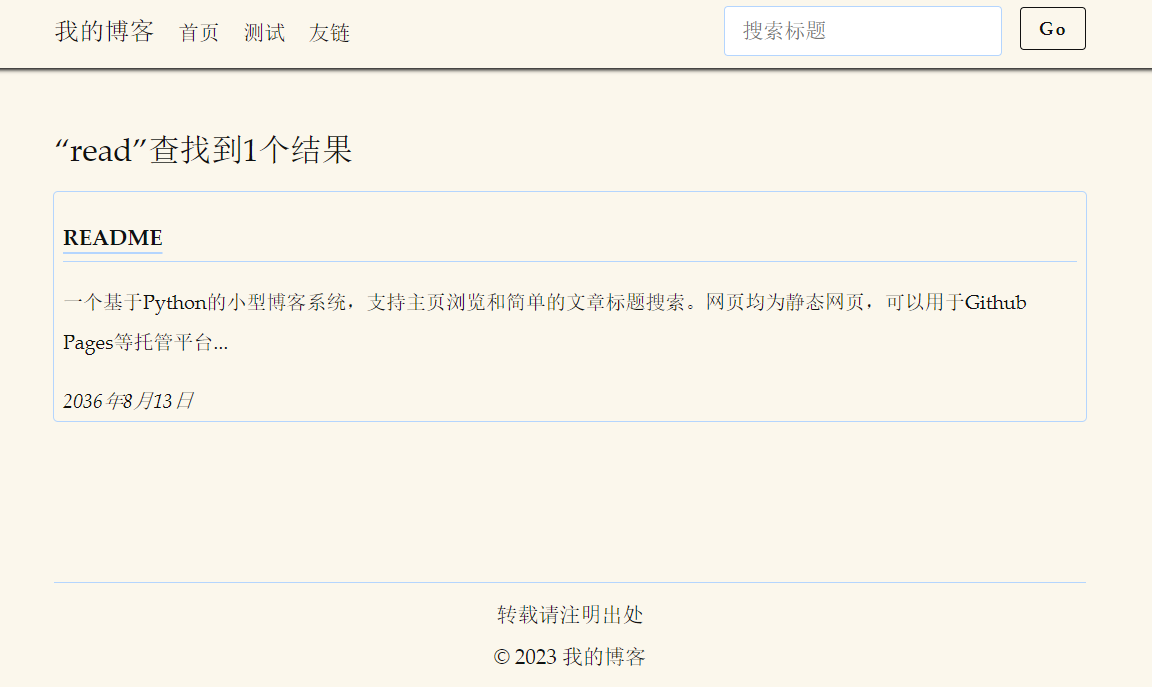 我的博客 首页 测试 友链 搜索标题 Go
“read”查找到1个结果
README
一个基于Python的小型博客系统，支持主页浏览和简单的文章标题搜索。网页均为静态网页，可以用于Github
Pages等托管平台...
2036年8月13日
转载请注明出处
© 2023 我的博客